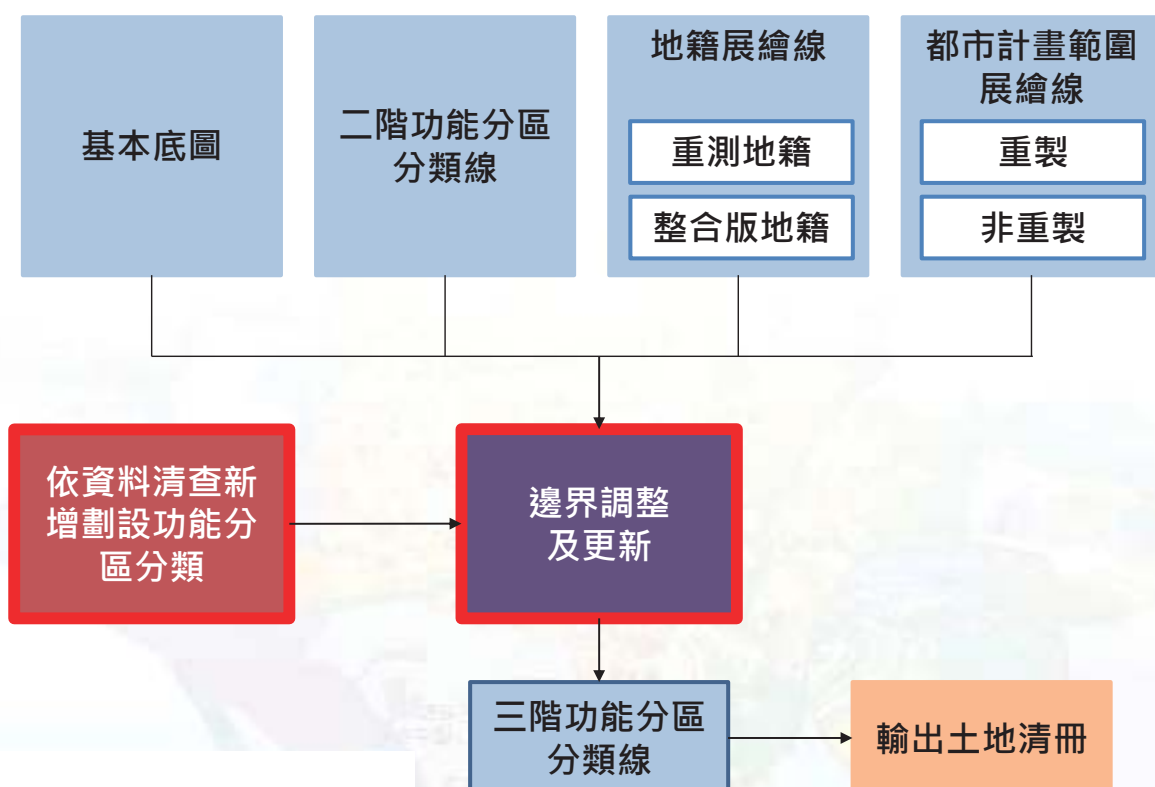 基本底圖
二階功能分區
分類線
地籍展繪線
重測地籍
整合版地籍
都市計畫範圍
展繪線
重製
非重製
依資料清查新
增劃設功能分
區分類
邊界調整
及更新
三階功能分區
分類線
輸出土地清冊